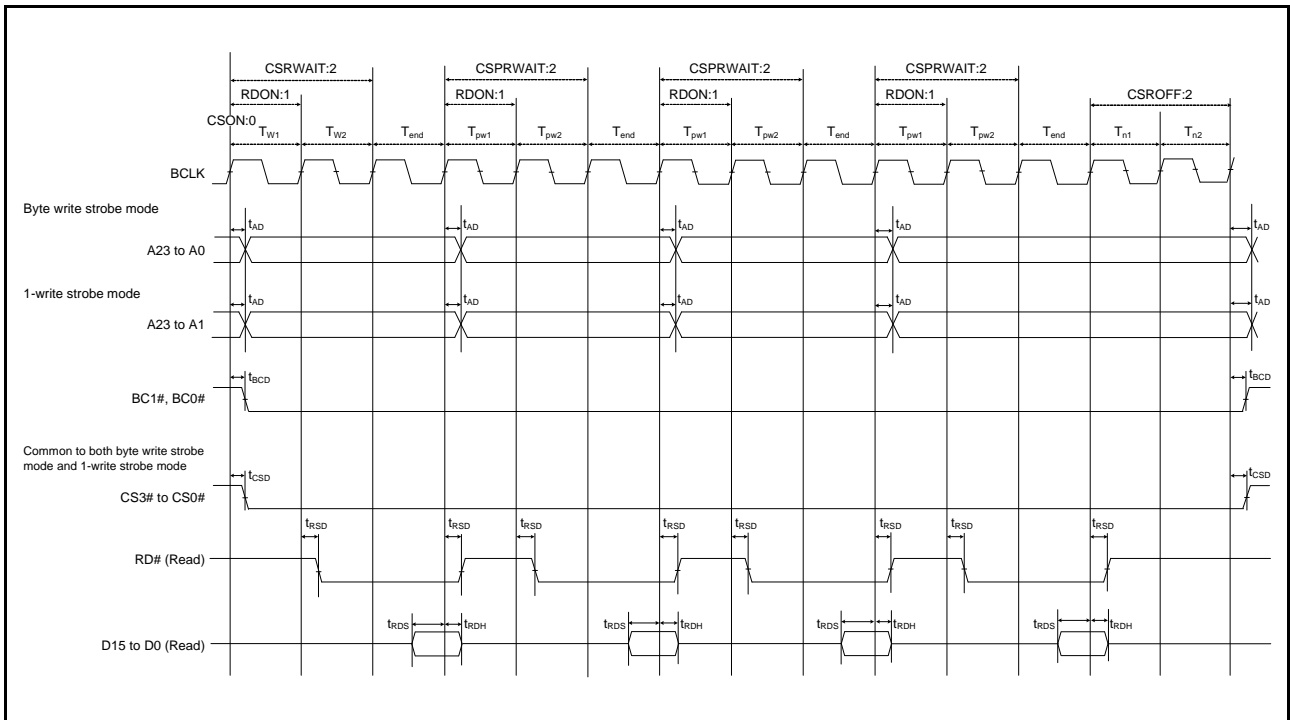 CSRWAIT:2 CSPRWAIT:2 CSPRWAIT:2 CSPRWAIT:2
RDON:1 RDON:1 RDON:1 RDON:1 CSROFF:2
CSON:0
TW1 TW2 Tend Tpw1 Tpw2 Tend Tpw1 Tpw2 Tend Tpw1 Tpw2 Tend Tn1 Tn2
BCLK
Byte write strobe mode
tAD tAD tAD tAD tAD
A23 to A0
1-write strobe mode
tAD tAD tAD tAD tAD
A23 to A1
tBCD tBCD
BC1#, BC0#
Common to both byte write strobe
mode and 1-write strobe mode
tCSD tCSD
CS3# to CS0#
tRSD tRSD tRSD tRSD tRSD tRSD tRSD tRSD
RD# (Read)
tRDS tRDH tRDS tRDH tRDS tRDH tRDS tRDH
D15 to D0 (Read)